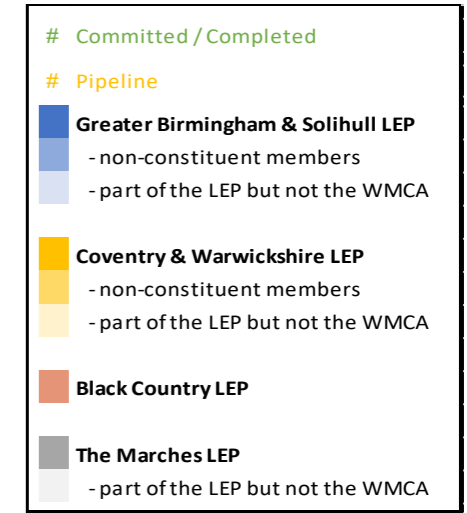 # Committed / Completed
# Pipeline
Greater Birmingham & Solihull LEP
- non-constituent members
- part of the LEP but not the WMCA
Coventry & Warwickshire LEP
- non-constituent members
- part of the LEP but not the WMCA
Black Country LEP
The Marches LEP
- part of the LEP but not the WMCA